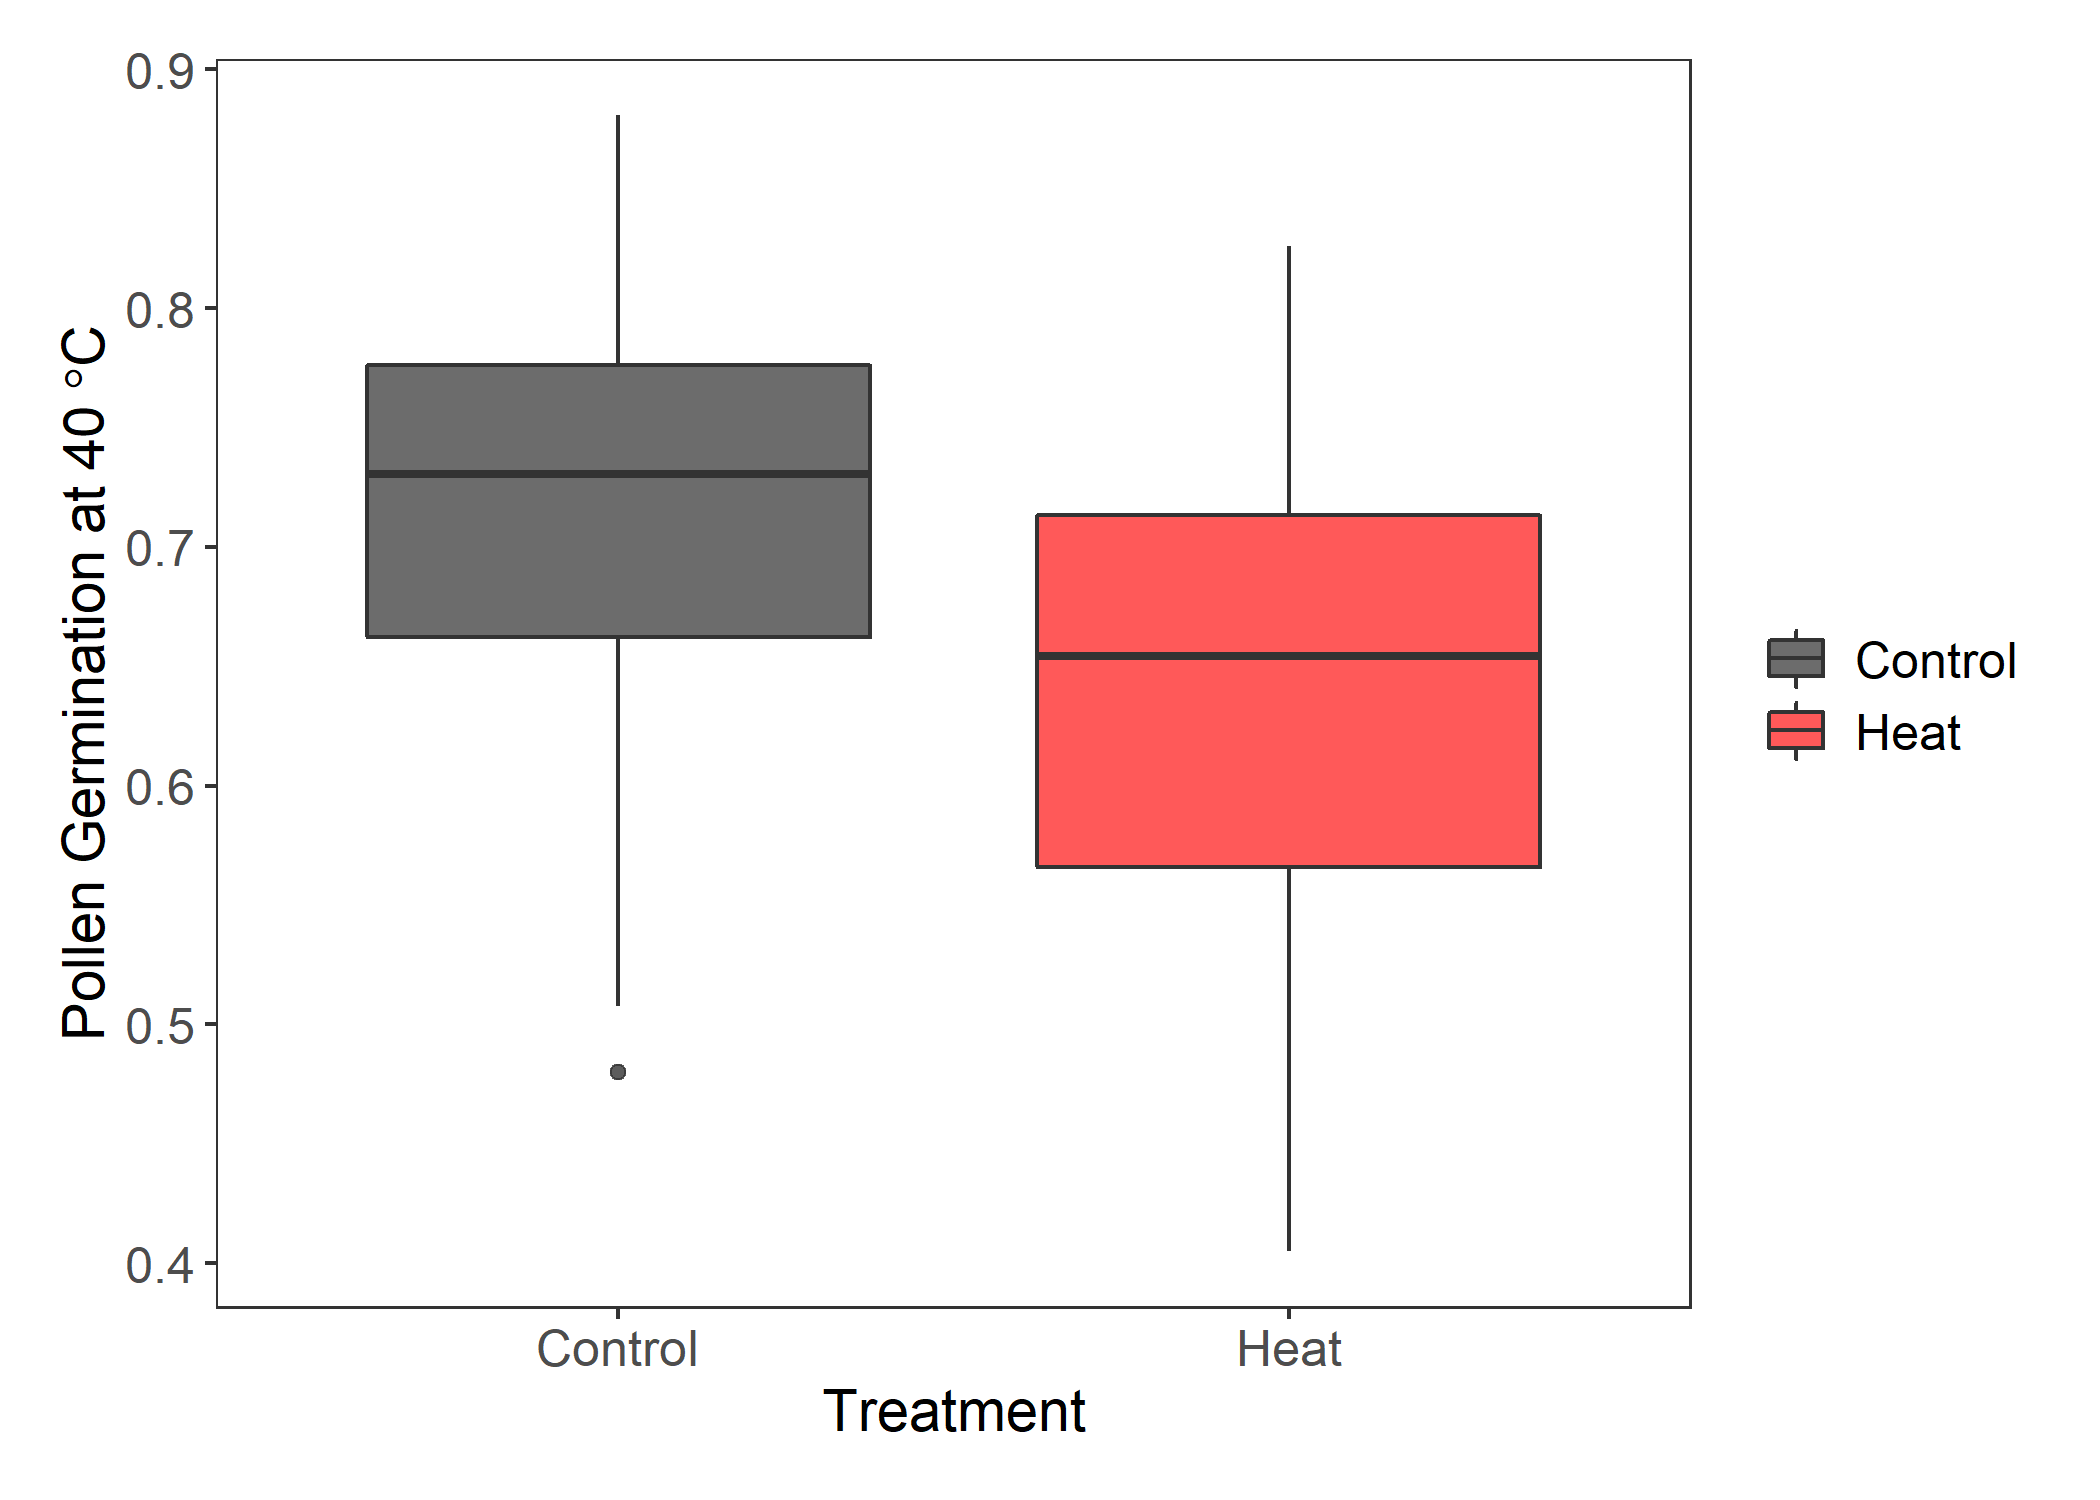 Pollen Germination at 40 °C
0.9
0.8
0.7
0.6
0.5
0.4
Control
Heat
Treatment
Control
Heat